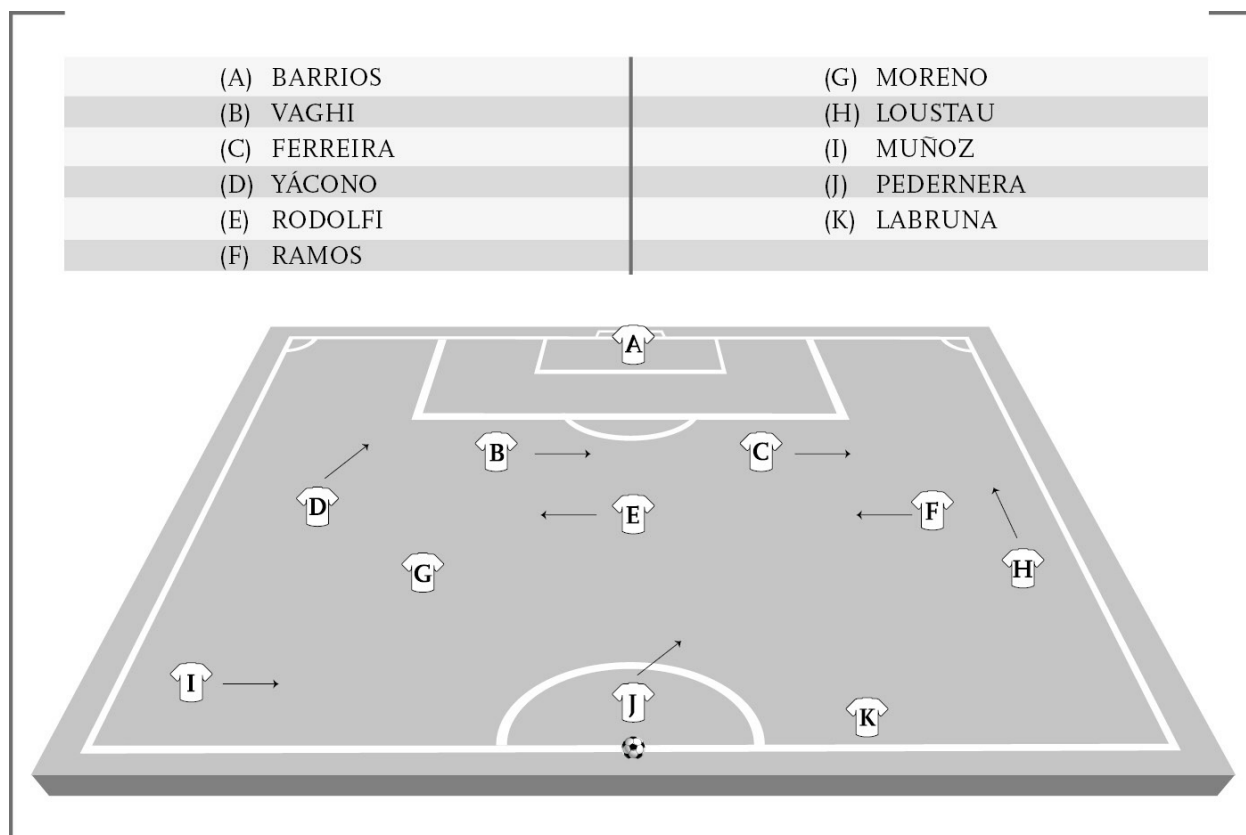 (A) BARRIOS
(B) VAGHI
(C) FERREIRA
(D) YÁCONO
(E) RODOLFI
(F) RAMOS
(G) MORENO
(H) LOUSTAU
(I) MUÑOZ
(J) PEDERNERA
(K) LABRUNA
A
B
C
D
E
F
G
H
I
J
K